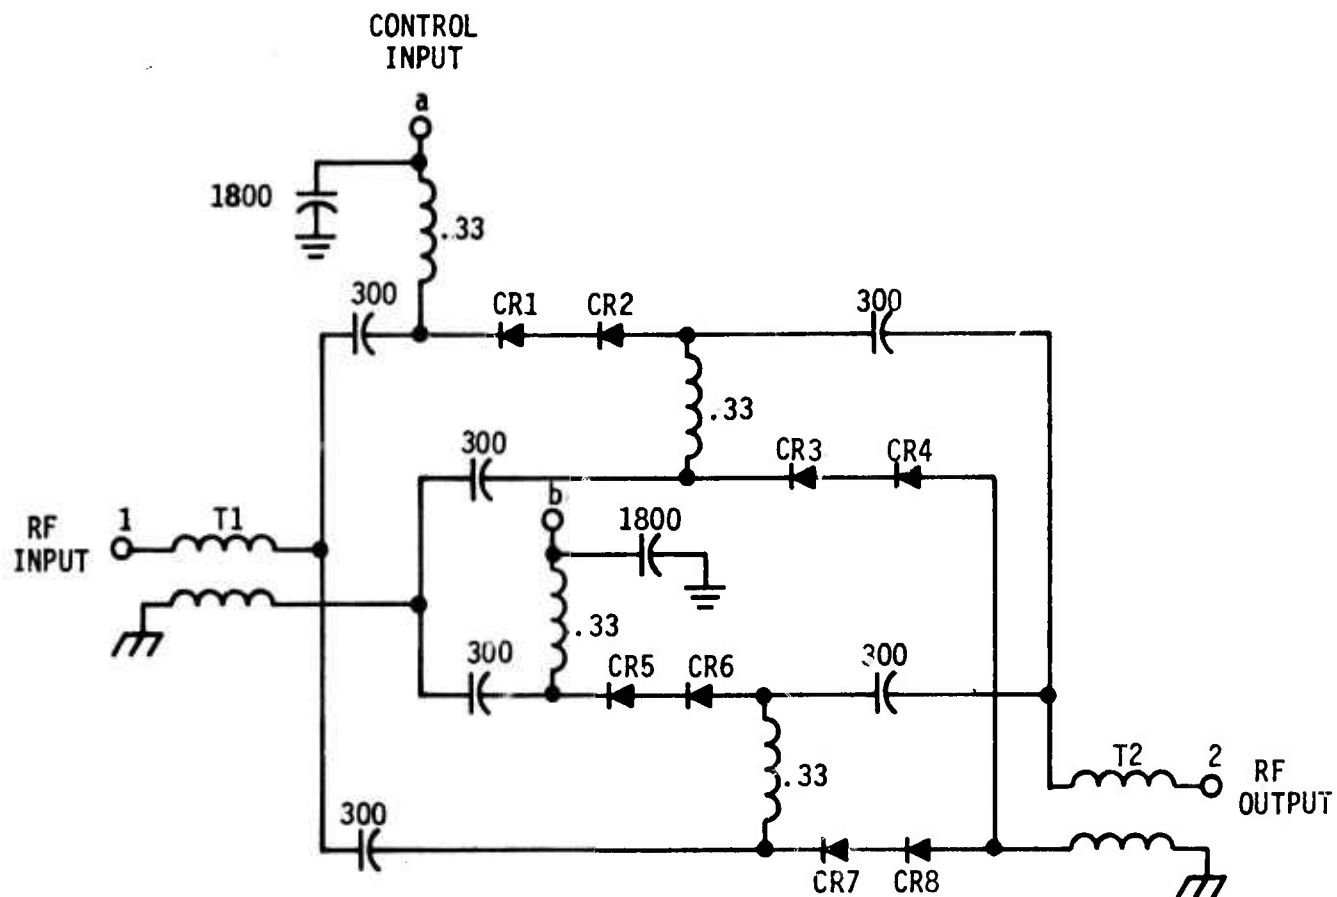 CONTROL
INPUT
a
1800
.33
300
CR1
CR2
300
.33
300
CR3
CR4
b
1800
RF
INPUT
1
T1
.33
300
CR5
CR6
300
.33
T2
2
RF
OUTPUT
300
CR7
CR8